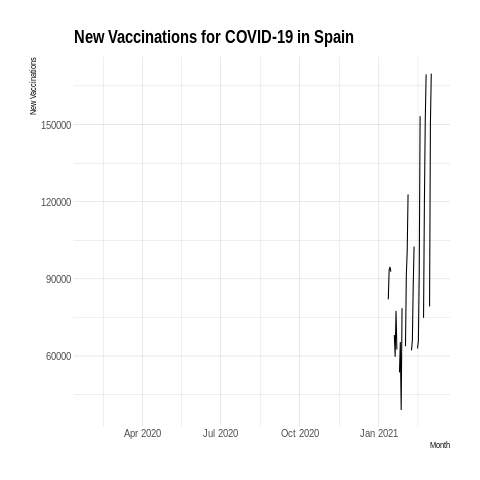 New Vaccinations for COVID-19 in Spain
New Vaccinations
150000
120000
90000
60000
Apr 2020 Jul 2020 Oct 2020 Jan 2021
Month